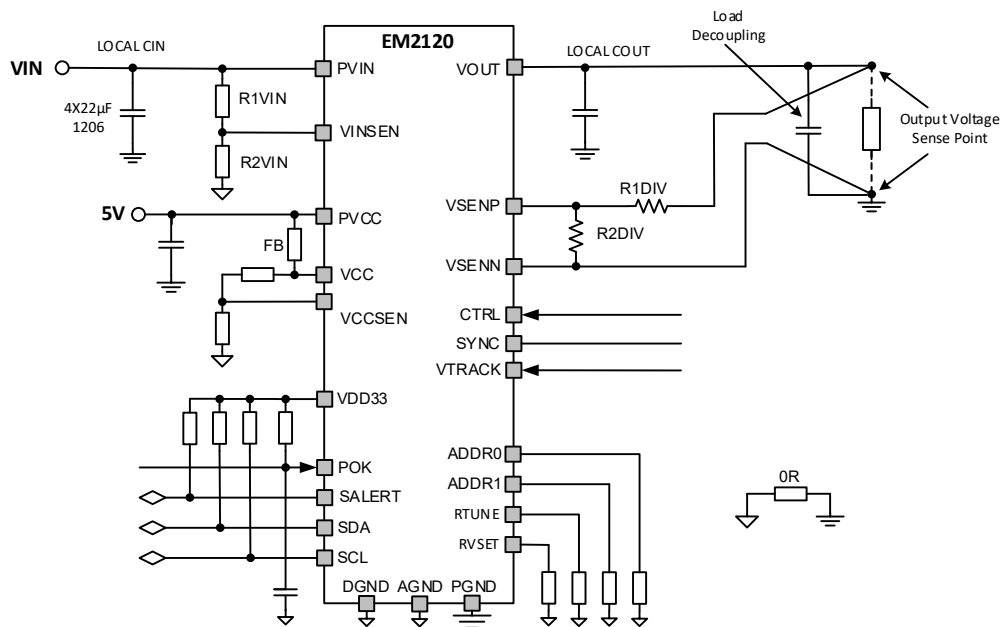 EM2120
Load
Decoupling
LOCAL CIN
LOCAL COUT
VIN
PVIN
VOUT
R1VIN
4X22µF
1206
VINSEN
Output Voltage
Sense Point
R2VIN
R1DIV
5V
PVCC
VSENP
FB
R2DIV
VCC
VSENN
VCCSEN
CTRL
SYNC
VTRACK
VDD33
ADDR0
POK
0R
ADDR1
SALERT
RTUNE
SDA
RVSET
SCL
DGND AGND PGND